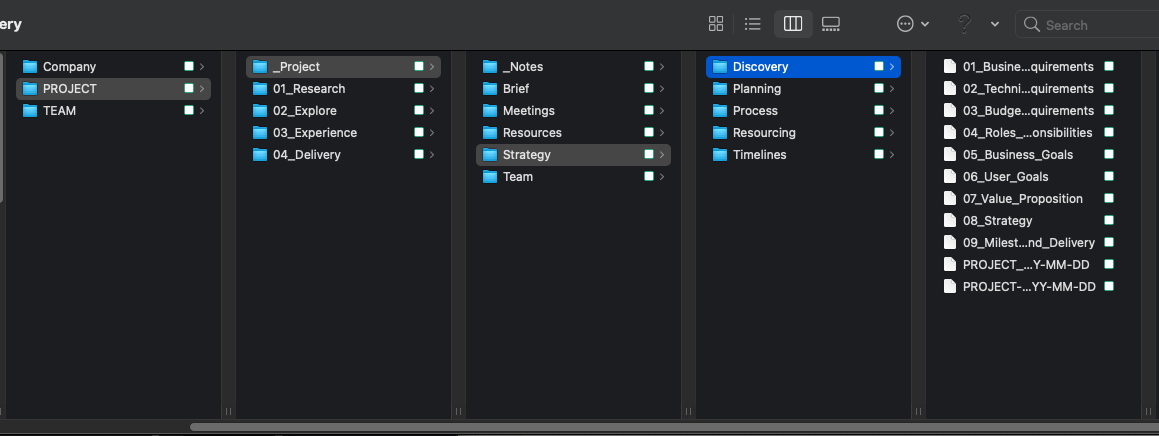 ery
Search
Company
PROJECT
TEAM
_Project
01_Research
02_Explore
03_Experience
04_Delivery
_Notes
Brief
Meetings
Resources
Strategy
Team
Discovery
Planning
Process
Resourcing
Timelines
01_Busine...quirements
02_Techni...quirements
03_Budge...quirements
04_Roles_...onsibilities
05_Business_Goals
06_User_Goals
07_Value_Proposition
08_Strategy
09_Milest...nd_Delivery
PROJECT_...Y-MM-DD
PROJECT-...YY-MM-DD